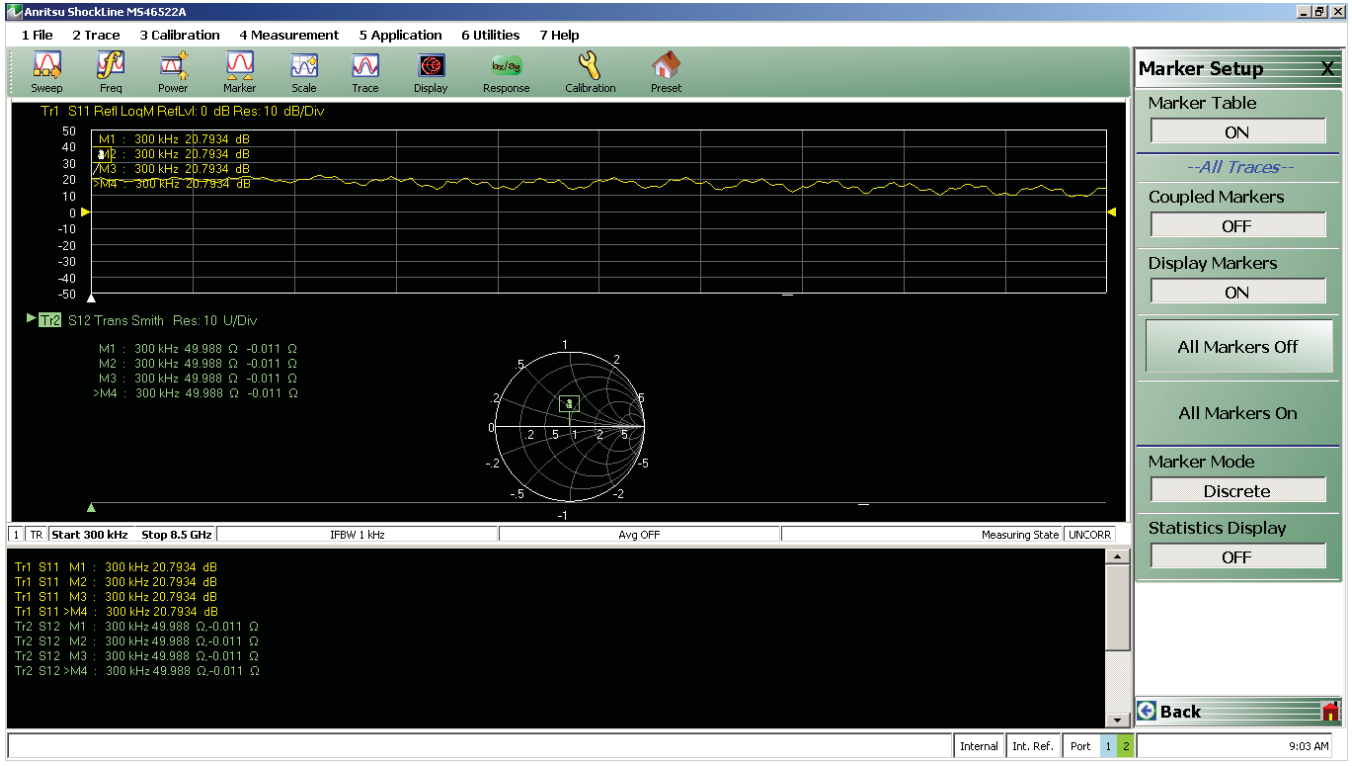 Anritsu ShockLine MS46522A
1 File 2 Trace 3 Calibration 4 Measurement 5 Application 6 Utilities 7 Help
Sweep Freq Power Marker Scale Trace Display Response Calibration Preset
Tr1 S11 Refl LogM RefLvl: 0 dB Res: 10 dB/Div
50
40
30
20
10
0
-10
-20
-30
-40
-50
M1 : 300 kHz 20.7934 dB
M2 : 300 kHz 20.7934 dB
M3 : 300 kHz 20.7934 dB
>M4 : 300 kHz 20.7934 dB
Tr2 S12 Trans Smith Res: 10 U/Div
M1 : 300 kHz 49.988 Ω -0.011 Ω
M2 : 300 kHz 49.988 Ω -0.011 Ω
M3 : 300 kHz 49.988 Ω -0.011 Ω
>M4 : 300 kHz 49.988 Ω -0.011 Ω
1
.5 2
.2 5
0 .2 .5 1 2 5
-.2 -5
-.5 -2
-1
1 TR Start 300 kHz Stop 8.5 GHz IFBW 1 kHz Avg OFF Measuring State UNCORR
Tr1 S11 M1 : 300 kHz 20.7934 dB
Tr1 S11 M2 : 300 kHz 20.7934 dB
Tr1 S11 M3 : 300 kHz 20.7934 dB
Tr1 S11 >M4 : 300 kHz 20.7934 dB
Tr2 S12 M1 : 300 kHz 49.988 Ω,-0.011 Ω
Tr2 S12 M2 : 300 kHz 49.988 Ω,-0.011 Ω
Tr2 S12 M3 : 300 kHz 49.988 Ω,-0.011 Ω
Tr2 S12 >M4 : 300 kHz 49.988 Ω,-0.011 Ω
Marker Setup X
Marker Table
ON
--All Traces--
Coupled Markers
OFF
Display Markers
ON
All Markers Off
All Markers On
Marker Mode
Discrete
Statistics Display
OFF
Back
Internal Int. Ref. Port 1 2 9:03 AM